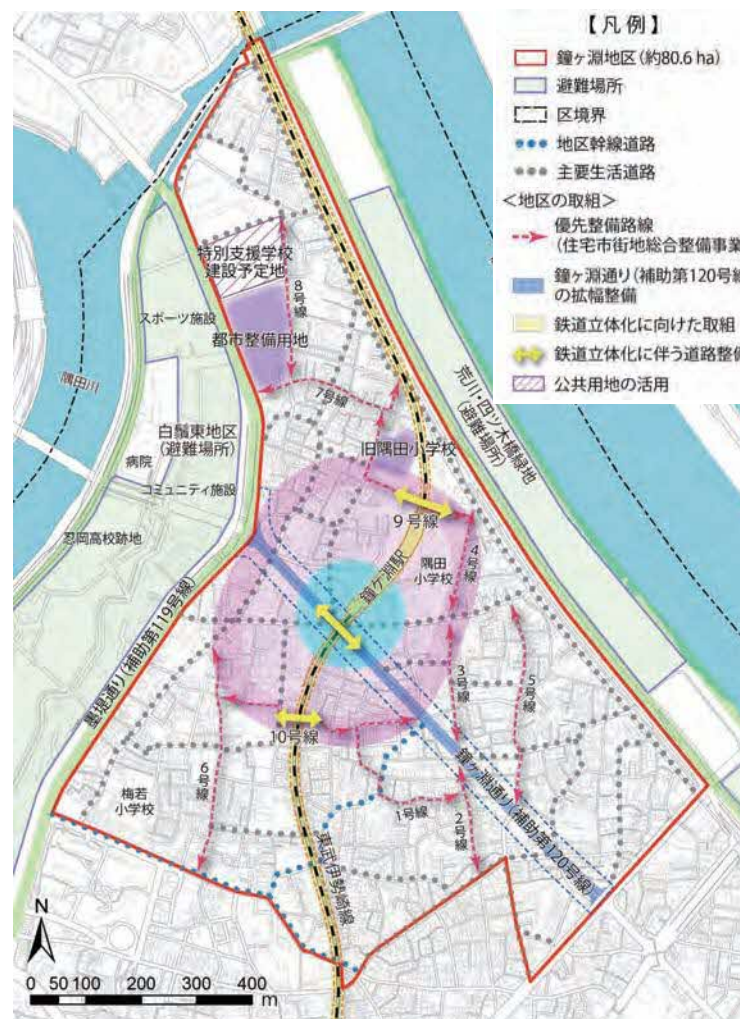 【凡例】
鐘ヶ淵地区(約80.6 ha)
避難場所
区境界
地区幹線道路
主要生活道路
<地区の取組>
優先整備路線
(住宅市街地総合整備事業
鐘ヶ淵通り(補助第120号線
の拡幅整備
鉄道立体化に向けた取組
鉄道立体化に伴う道路整備
公共用地の活用
特別支援学校
建設予定地
8号線
スポーツ施設
都市整備用地
隅田川
7号線
荒川・四ツ木橋緑地
(避難場所)
白鬚東地区
(避難場所)
病院
旧隅田小学校
コミュニティ施設
忍岡高校跡地
9号線
隅田
小学校
4号線
鐘ヶ淵駅
墨堤通り(補助第119号線)
3号線
5号線
10号線
6号線
梅若
小学校
1号線
2号線
鐘ヶ淵通り(補助第120号線)
東武伊勢崎線
N
0 50 100 200 300 400
m